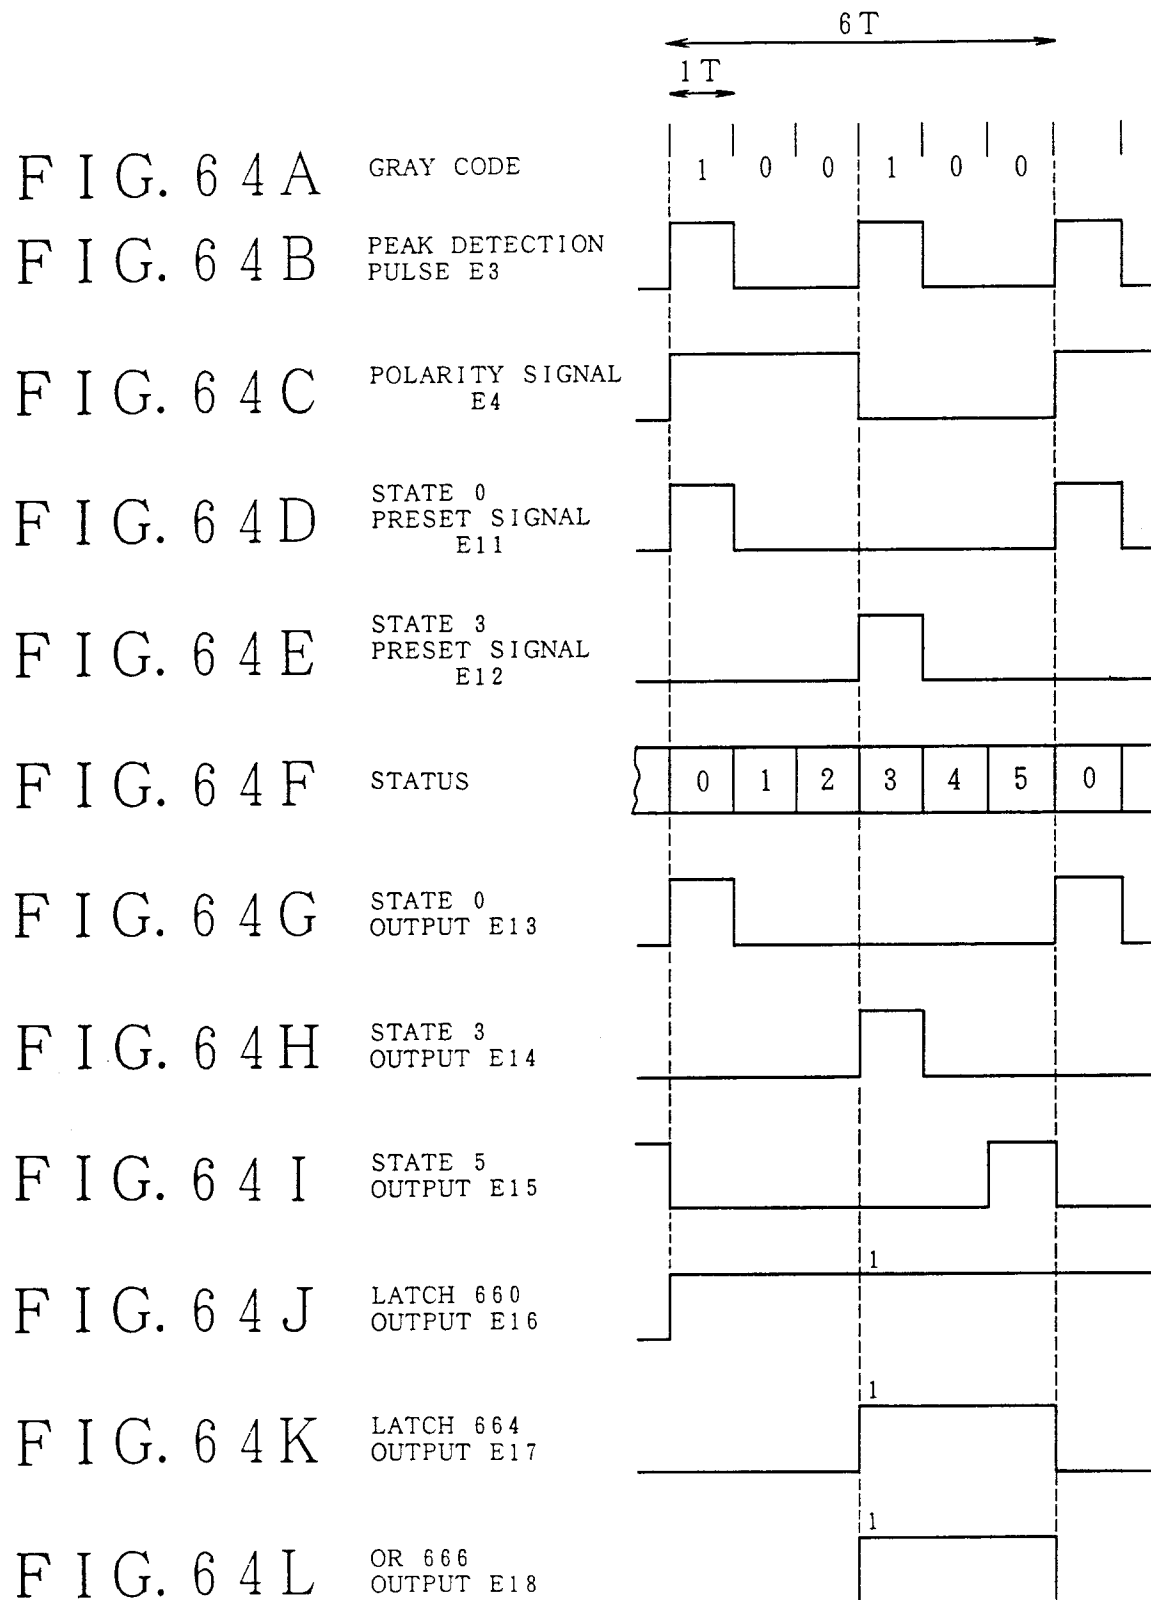 6T
1T
FIG. 64A GRAY CODE 1 0 0 1 0 0
FIG. 64B PEAK DETECTION
PULSE E3
FIG. 64C POLARITY SIGNAL
E4
FIG. 64D STATE 0
PRESET SIGNAL
E11
FIG. 64E STATE 3
PRESET SIGNAL
E12
FIG. 64F STATUS 0 1 2 3 4 5 0
FIG. 64G STATE 0
OUTPUT E13
FIG. 64H STATE 3
OUTPUT E14
FIG. 64I STATE 5
OUTPUT E15
1
FIG. 64J LATCH 660
OUTPUT E16
1
FIG. 64K LATCH 664
OUTPUT E17
1
FIG. 64L OR 666
OUTPUT E18